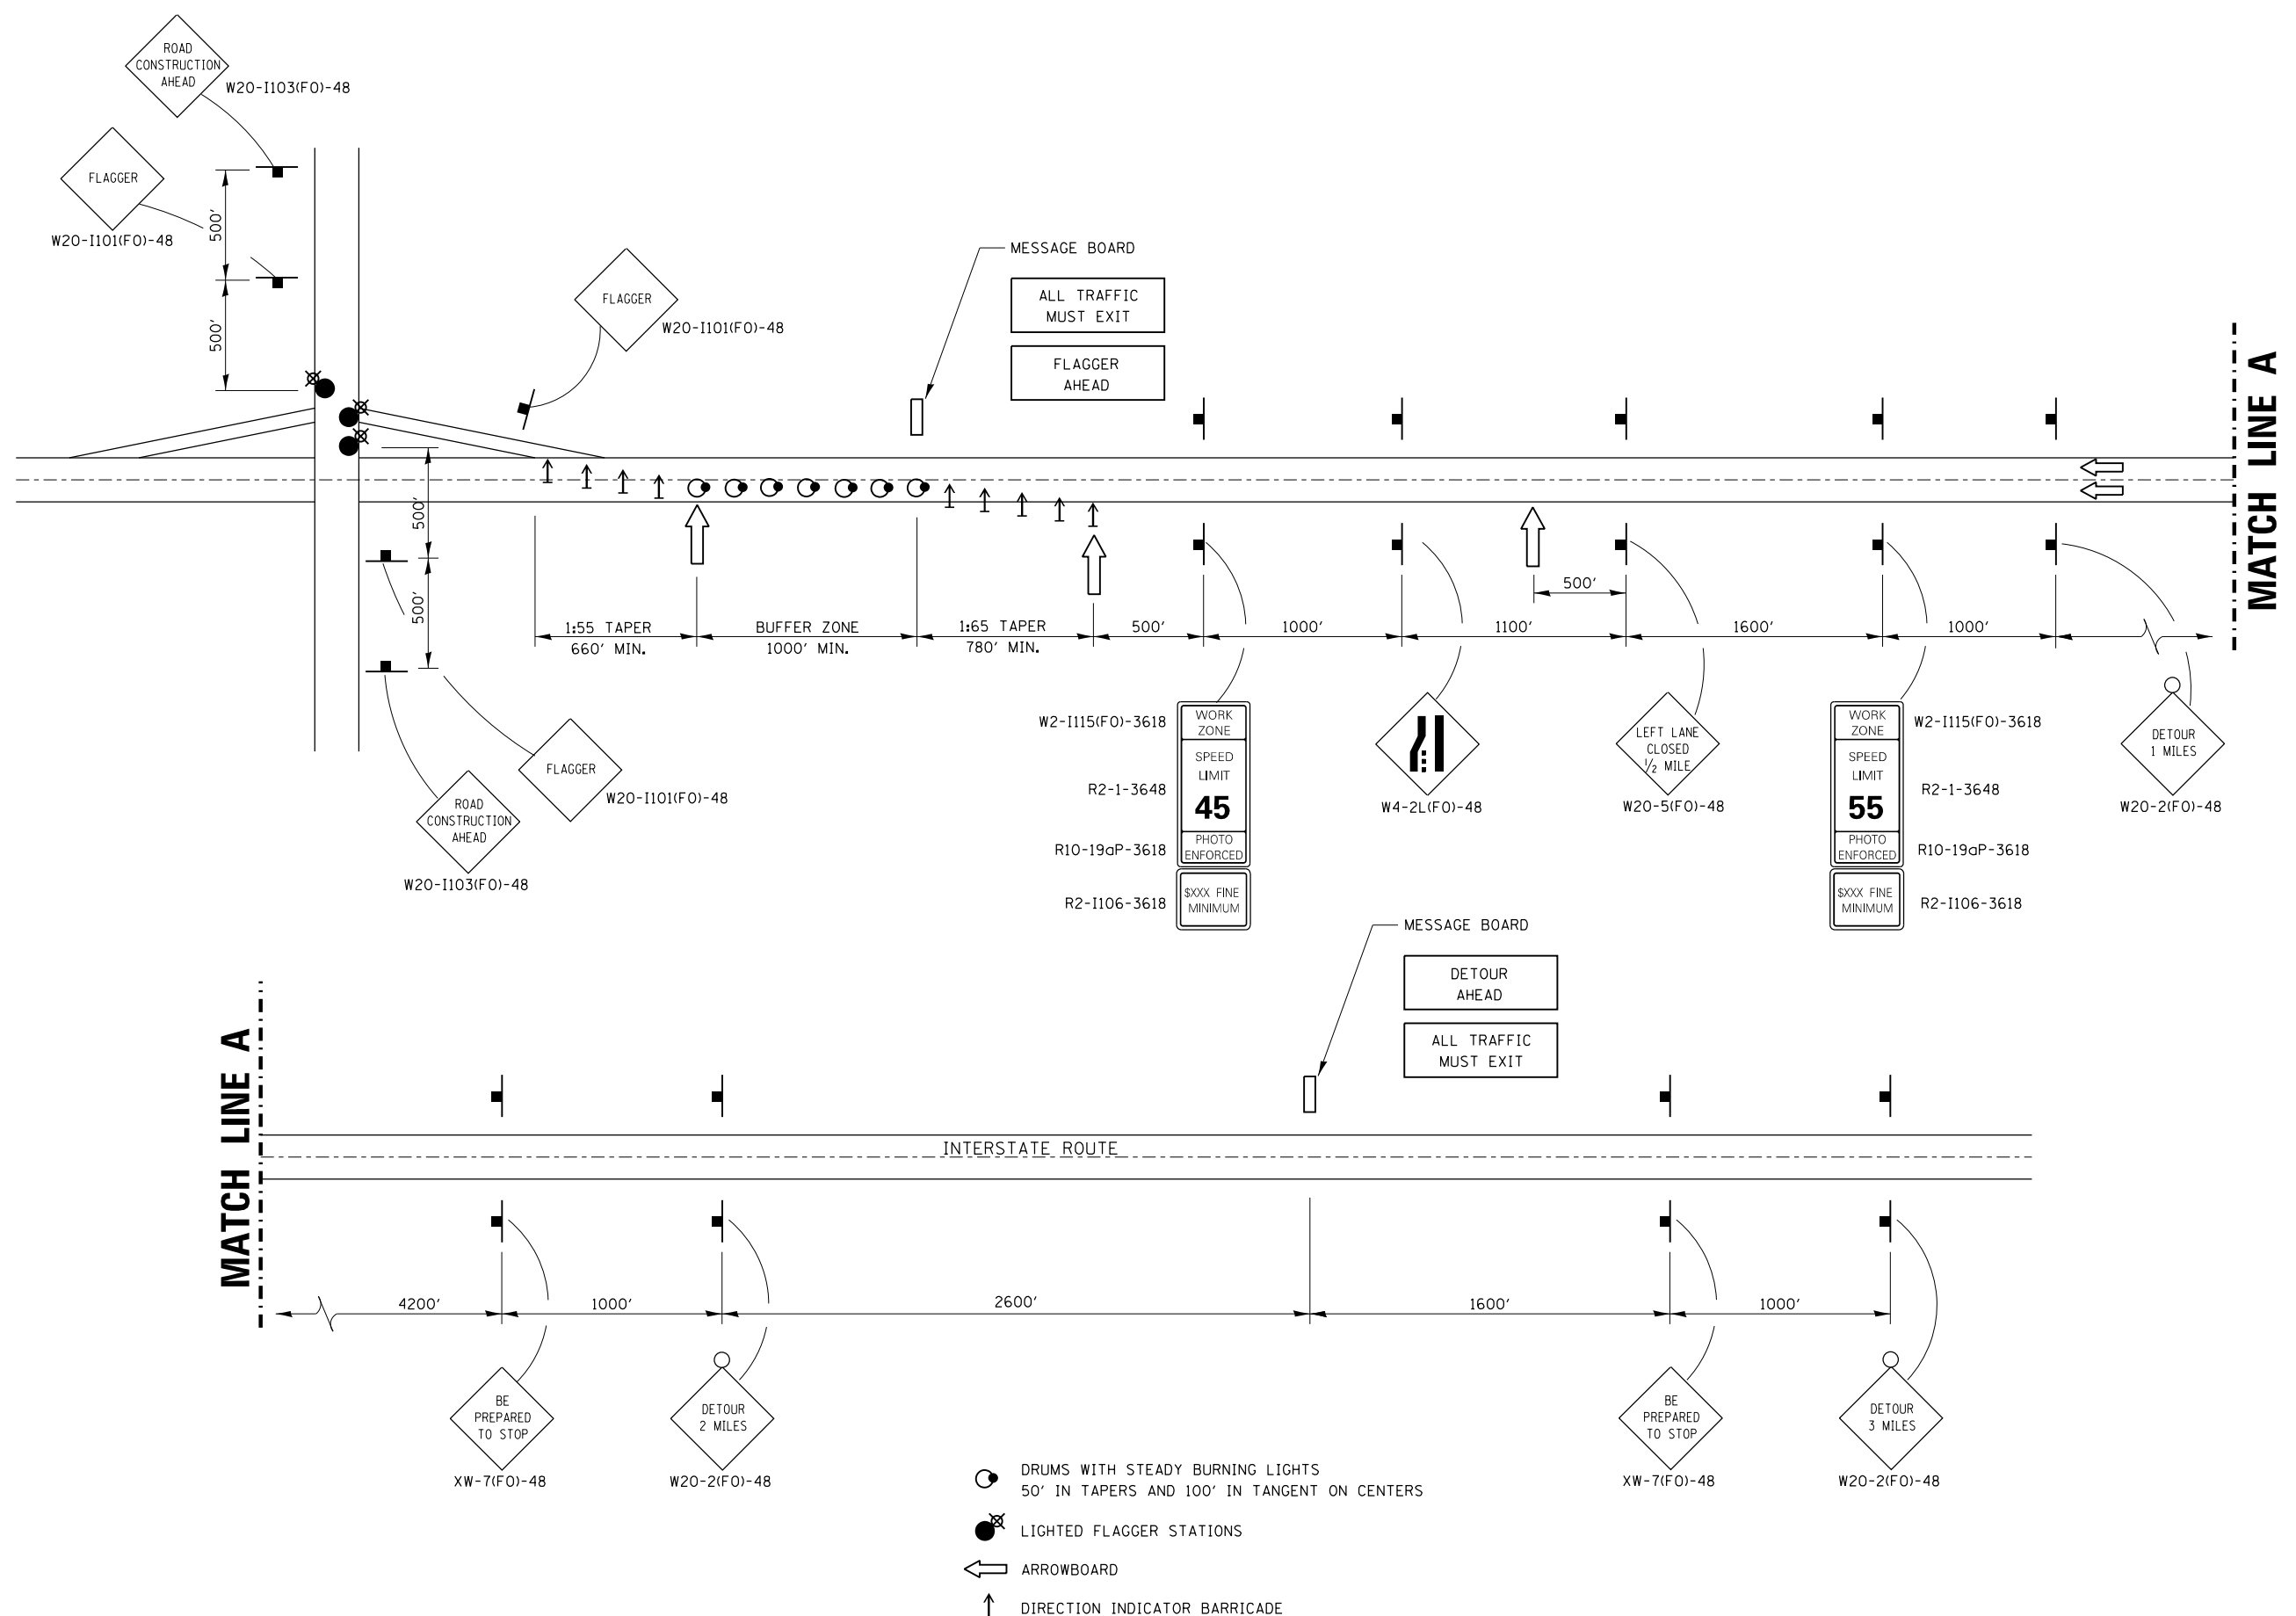 ROAD
CONSTRUCTION
AHEAD
W20-I103(FO)-48
FLAGGER
W20-I101(FO)-48
500'
500'
FLAGGER
W20-I101(FO)-48
MESSAGE BOARD
ALL TRAFFIC
MUST EXIT
FLAGGER
AHEAD
MATCH LINE A
500'
500'
1:55 TAPER
660' MIN.
BUFFER ZONE
1000' MIN.
1:65 TAPER
780' MIN.
500'
1000'
1100'
500'
1600'
1000'
FLAGGER
W20-I101(FO)-48
ROAD
CONSTRUCTION
AHEAD
W20-I103(FO)-48
W2-I115(FO)-3618
R2-1-3648
R10-19aP-3618
R2-I106-3618
WORK
ZONE
SPEED
LIMIT
45
PHOTO
ENFORCED
$XXX FINE
MINIMUM
W4-2L(FO)-48
LEFT LANE
CLOSED
1/2 MILE
W20-5(FO)-48
WORK
ZONE
SPEED
LIMIT
55
PHOTO
ENFORCED
$XXX FINE
MINIMUM
W2-I115(FO)-3618
R2-1-3648
R10-19aP-3618
R2-I106-3618
DETOUR
1 MILES
W20-2(FO)-48
MESSAGE BOARD
DETOUR
AHEAD
ALL TRAFFIC
MUST EXIT
MATCH LINE A
INTERSTATE ROUTE
4200'
1000'
2600'
1600'
1000'
BE
PREPARED
TO STOP
XW-7(FO)-48
DETOUR
2 MILES
W20-2(FO)-48
BE
PREPARED
TO STOP
XW-7(FO)-48
DETOUR
3 MILES
W20-2(FO)-48
DRUMS WITH STEADY BURNING LIGHTS
50' IN TAPERS AND 100' IN TANGENT ON CENTERS
LIGHTED FLAGGER STATIONS
ARROWBOARD
DIRECTION INDICATOR BARRICADE